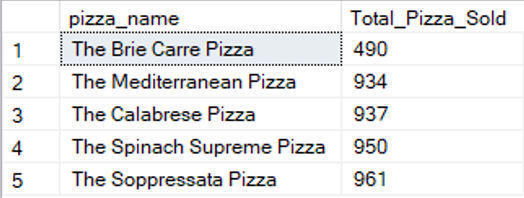 pizza_name Total_Pizza_Sold
1 The Brie Carre Pizza 490
2 The Mediterranean Pizza 934
3 The Calabrese Pizza 937
4 The Spinach Supreme Pizza 950
5 The Soppressata Pizza 961